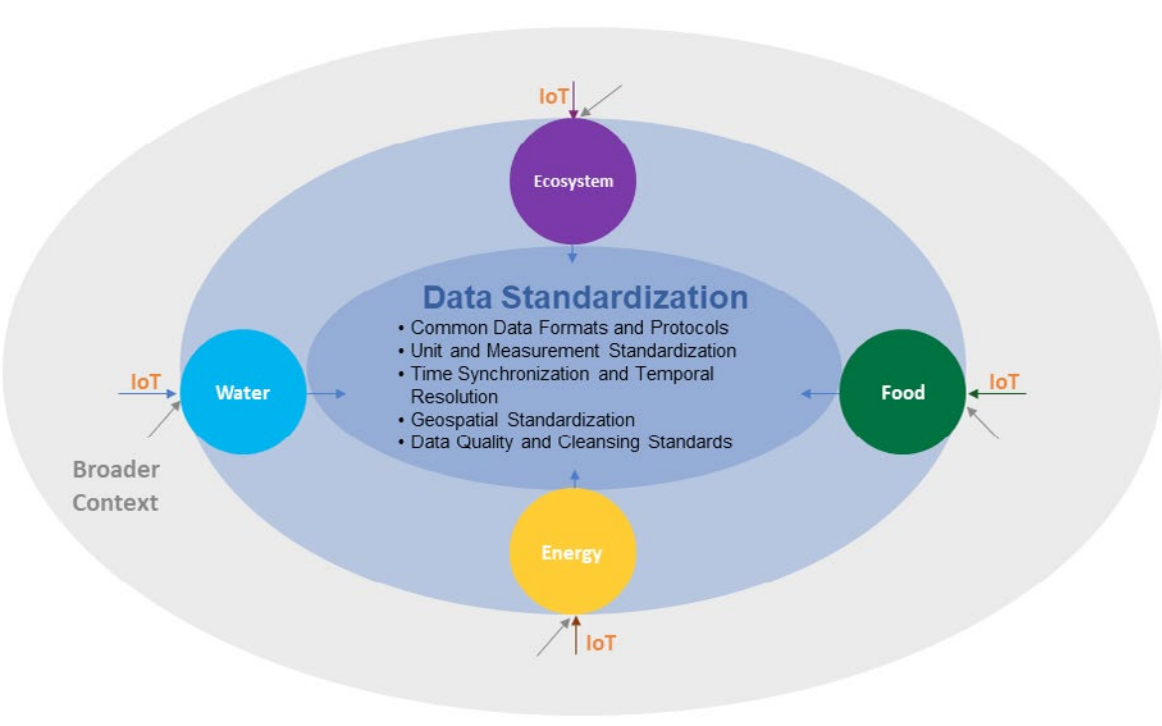 IoT
Ecosystem
Data Standardization
• Common Data Formats and Protocols
• Unit and Measurement Standardization
• Time Synchronization and Temporal
Resolution
• Geospatial Standardization
• Data Quality and Cleansing Standards
IoT
Water
Food
IoT
Broader
Context
Energy
IoT